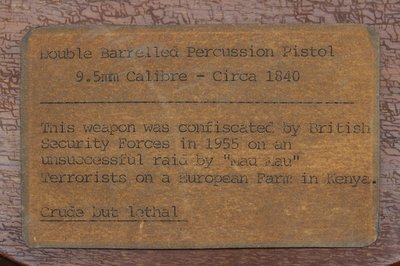 Double Barrelled Percussion Pistol
9.5mm Calibre - Circa 1840
This weapon was confiscated by British
Security Forces in 1955 on an
unsuccessful raid by "Mau Mau"
Terrorists on a European Farm in Kenya.
Crude but lethal